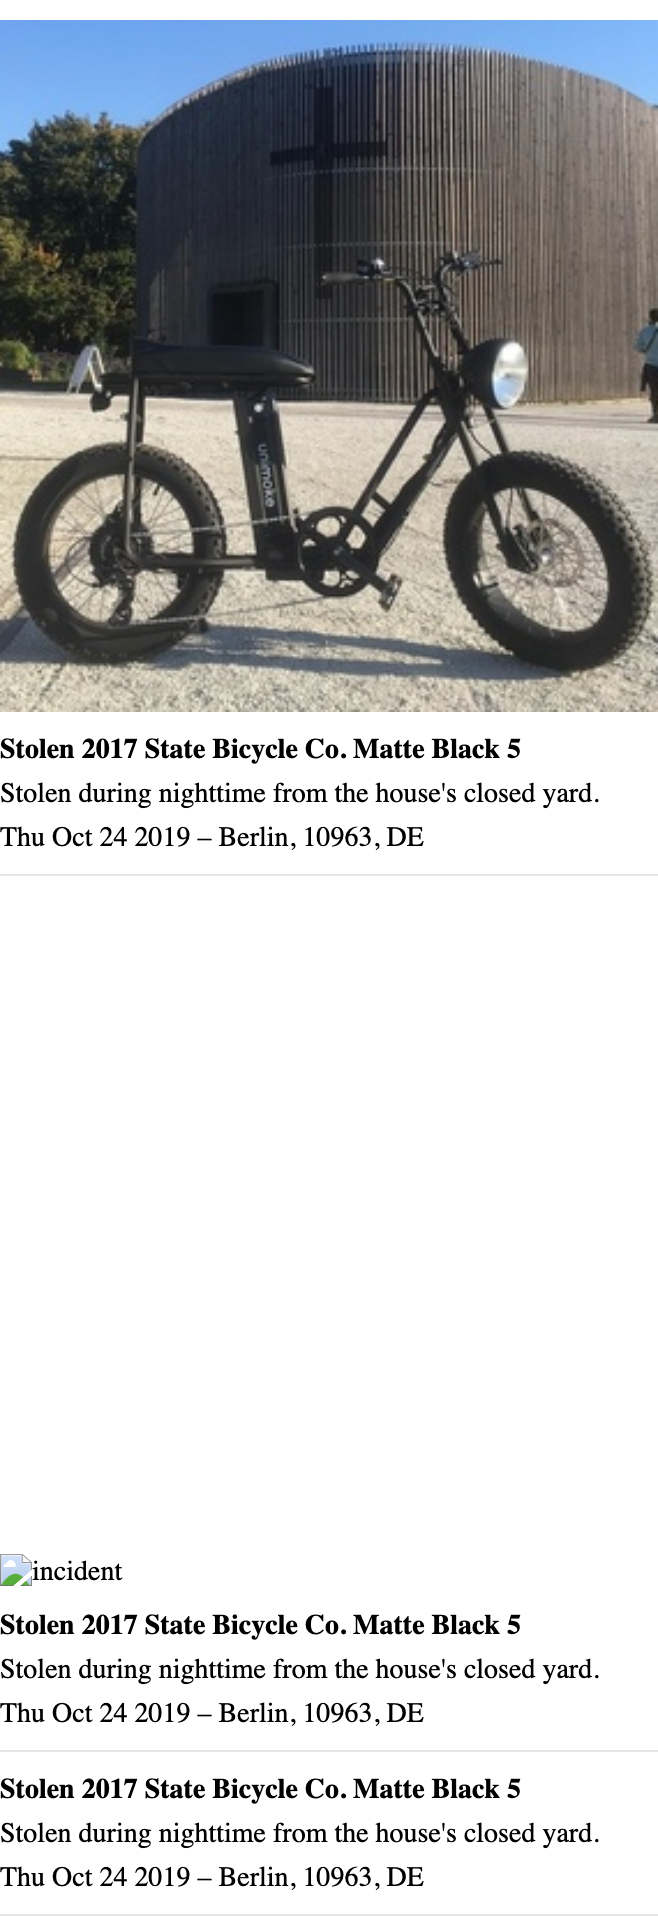 unimoke
Stolen 2017 State Bicycle Co. Matte Black 5
Stolen during nighttime from the house's closed yard.
Thu Oct 24 2019 – Berlin, 10963, DE
incident
Stolen 2017 State Bicycle Co. Matte Black 5
Stolen during nighttime from the house's closed yard.
Thu Oct 24 2019 – Berlin, 10963, DE
Stolen 2017 State Bicycle Co. Matte Black 5
Stolen during nighttime from the house's closed yard.
Thu Oct 24 2019 – Berlin, 10963, DE